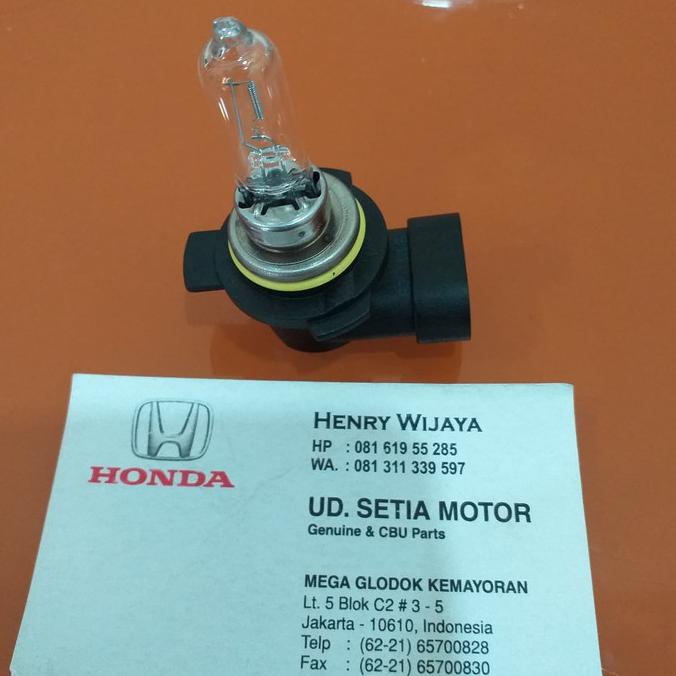 HONDA
HENRY WIJAYA
HP : 081 619 55 285
WA. : 081 311 339 597
UD. SETIA MOTOR
Genuine & CBU Parts
MEGA GLODOK KEMAYORAN
Lt. 5 Blok C2 # 3 - 5
Jakarta - 10610, Indonesia
Telp : (62-21) 65700828
Fax : (62-21) 65700830